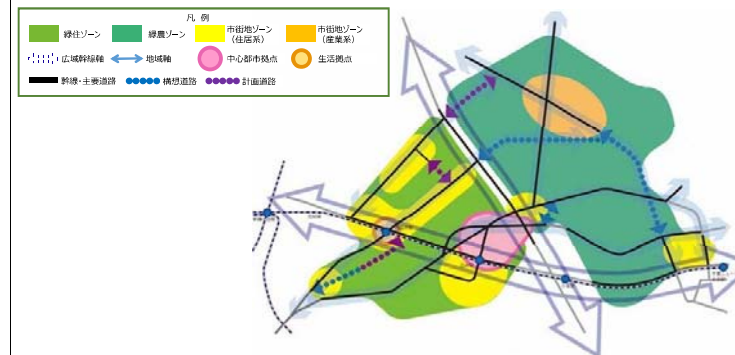 凡 例
緑住ゾーン 緑農ゾーン 市街地ゾーン（住居系） 市街地ゾーン（産業系）
広域幹線軸 地域軸 中心都市拠点 生活拠点
幹線・主要道路 構想道路 計画道路